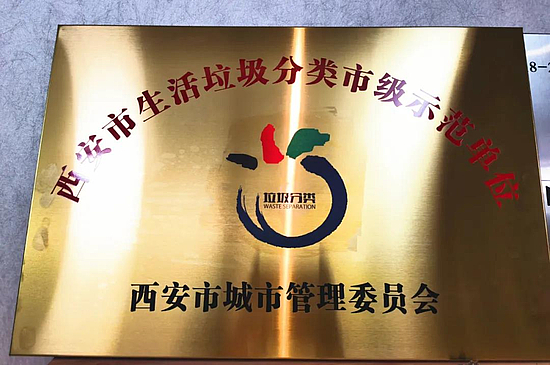 西安市生活垃圾分类市级示范单位
垃圾分类
WASTE SEPARATION
西安市城市管理委员会